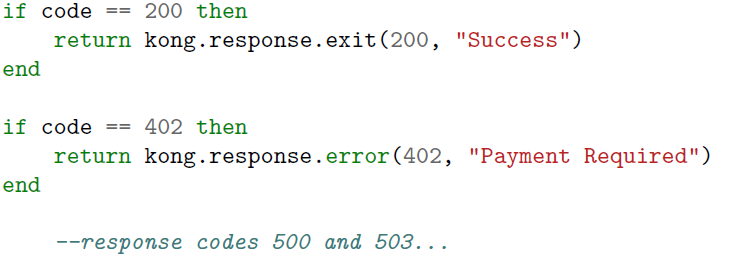 if code == 200 then
    return kong.response.exit(200, "Success")
end

if code == 402 then
    return kong.response.error(402, "Payment Required")
end

    --response codes 500 and 503...